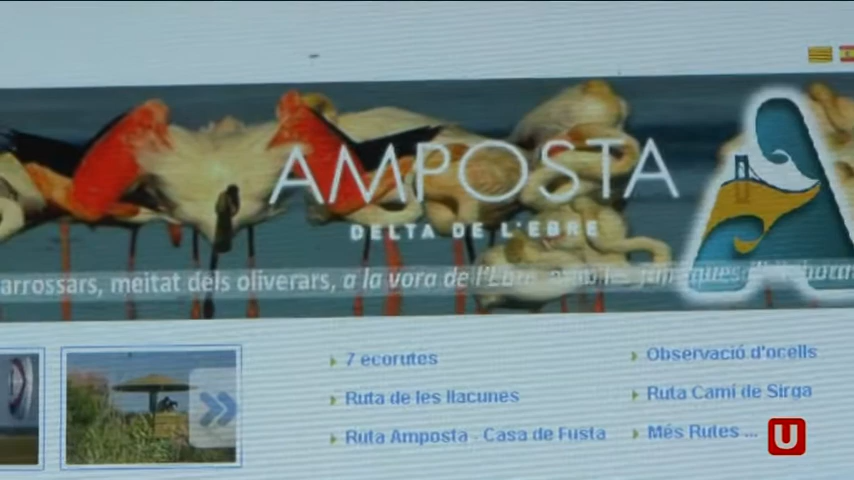 AMPOSTA
DELTA DE L'EBRE
arrossars, meitat dels oliverars, a la vora de
7 ecorutes
Ruta de les llacunes
Ruta Amposta - Casa de Fusta
Observació d'ocells
Ruta Camí de Sirga
Més Rutes ...
U